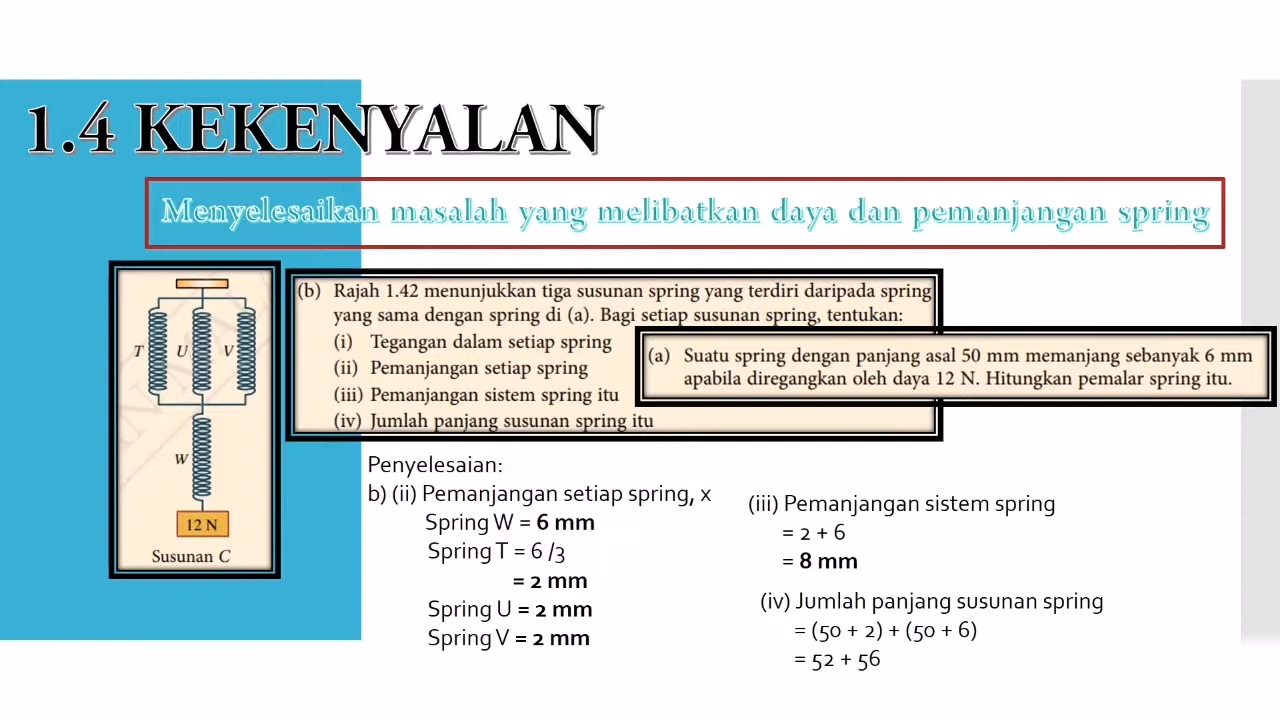 1.4 KEKENYALAN
Menyelesaikan masalah yang melibatkan daya dan pemanjangan spring
T
U
V
W
12 N
Susunan C
(b) Rajah 1.42 menunjukkan tiga susunan spring yang terdiri daripada spring
yang sama dengan spring di (a). Bagi setiap susunan spring, tentukan:
(i) Tegangan dalam setiap spring
(ii) Pemanjangan setiap spring
(iii) Pemanjangan sistem spring itu
(iv) Jumlah panjang susunan spring itu
(a) Suatu spring dengan panjang asal 50 mm memanjang sebanyak 6 mm
apabila diregangkan oleh daya 12 N. Hitungkan pemalar spring itu.
Penyelesaian:
b) (ii) Pemanjangan setiap spring, x
Spring W = 6 mm
Spring T = 6 /3
= 2 mm
Spring U = 2 mm
Spring V = 2 mm
(iii) Pemanjangan sistem spring
= 2 + 6
= 8 mm
(iv) Jumlah panjang susunan spring
= (50 + 2) + (50 + 6)
= 52 + 56